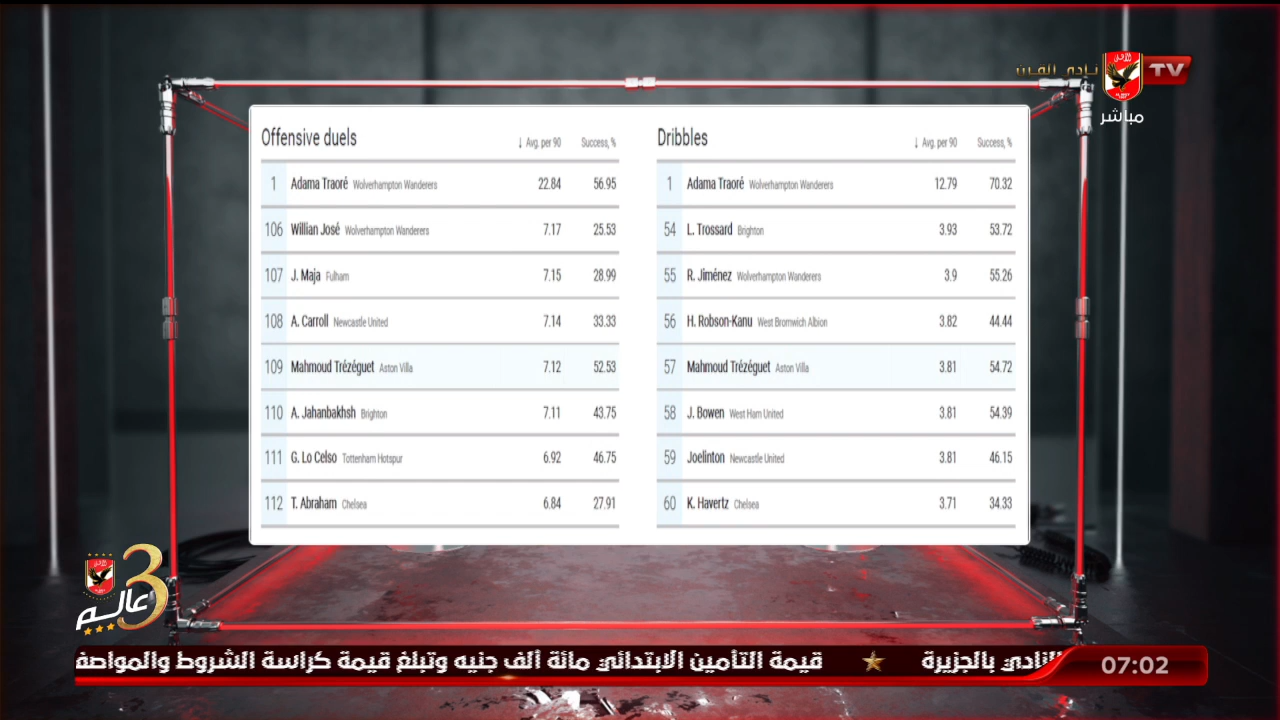 نادي القرن
TV
مباشر
Offensive duels ↓ Avg. per 90 Success, %
1 Adama Traoré Wolverhampton Wanderers 22.84 56.95
106 Willian José Wolverhampton Wanderers 7.17 25.53
107 J. Maja Fulham 7.15 28.99
108 A. Carroll Newcastle United 7.14 33.33
109 Mahmoud Trézéguet Aston Villa 7.12 52.53
110 A. Jahanbakhsh Brighton 7.11 43.75
111 G. Lo Celso Tottenham Hotspur 6.92 46.75
112 T. Abraham Chelsea 6.84 27.91
Dribbles ↓ Avg. per 90 Success, %
1 Adama Traoré Wolverhampton Wanderers 12.79 70.32
54 L. Trossard Brighton 3.93 53.72
55 R. Jiménez Wolverhampton Wanderers 3.9 55.26
56 H. Robson-Kanu West Bromwich Albion 3.82 44.44
57 Mahmoud Trézéguet Aston Villa 3.81 54.72
58 J. Bowen West Ham United 3.81 54.39
59 Joelinton Newcastle United 3.81 46.15
60 K. Havertz Chelsea 3.71 34.33
3 عالم
النادي بالجزيرة ★ قيمة التأمين الابتدائي مائة ألف جنيه وتبلغ قيمة كراسة الشروط والمواصف
07:02